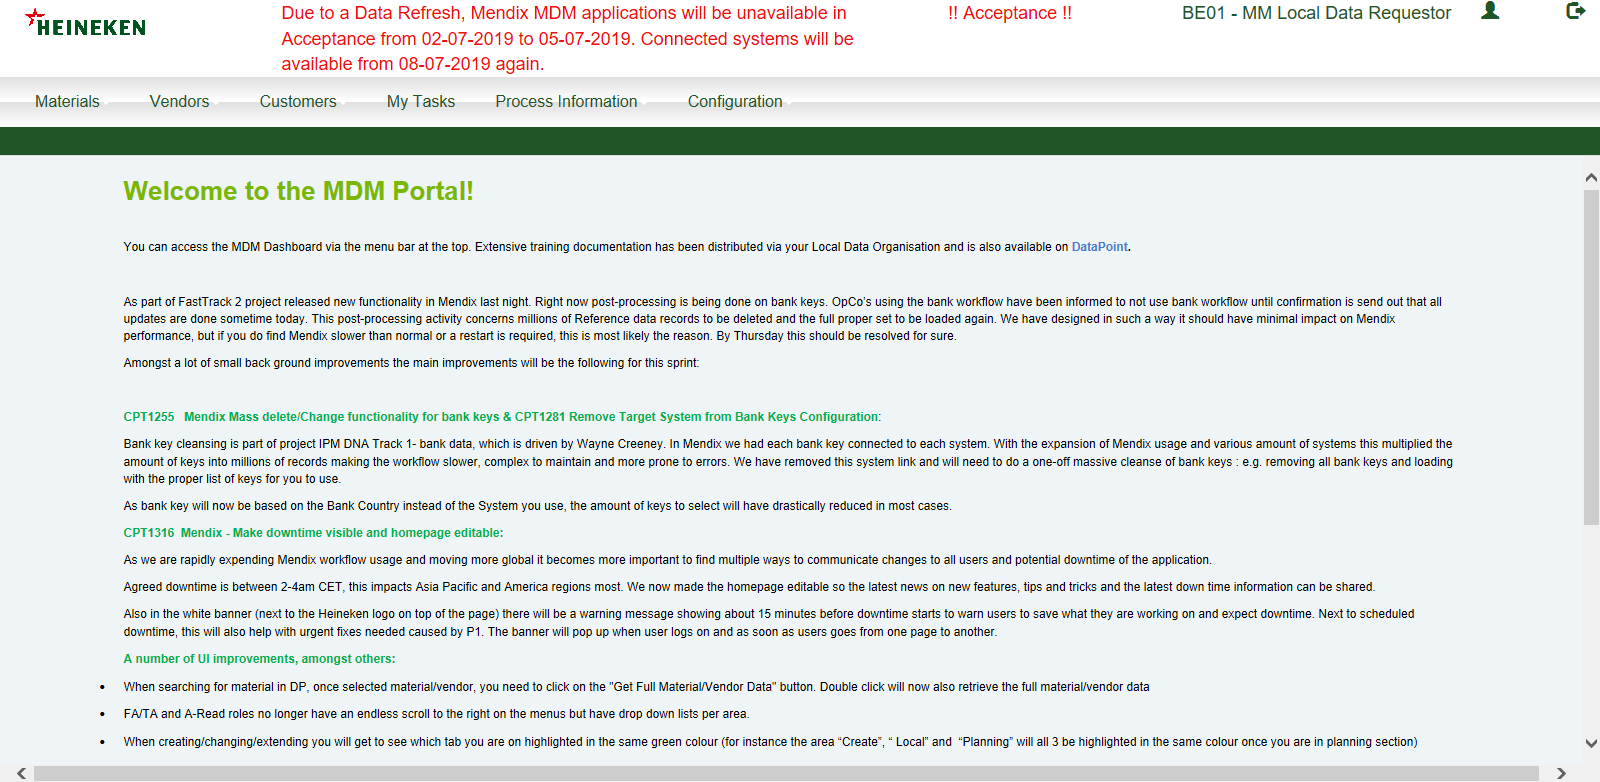 HEINEKEN
Due to a Data Refresh, Mendix MDM applications will be unavailable in
Acceptance from 02-07-2019 to 05-07-2019. Connected systems will be
available from 08-07-2019 again.
!! Acceptance !!
BE01 - MM Local Data Requestor
Materials Vendors Customers My Tasks Process Information Configuration
Welcome to the MDM Portal!
You can access the MDM Dashboard via the menu bar at the top. Extensive training documentation has been distributed via your Local Data Organisation and is also available on DataPoint.
As part of FastTrack 2 project released new functionality in Mendix last night. Right now post-processing is being done on bank keys. OpCo's using the bank workflow have been informed to not use bank workflow until confirmation is send out that all
updates are done sometime today. This post-processing activity concerns millions of Reference data records to be deleted and the full proper set to be loaded again. We have designed in such a way it should have minimal impact on Mendix
performance, but if you do find Mendix slower than normal or a restart is required, this is most likely the reason. By Thursday this should be resolved for sure.
Amongst a lot of small back ground improvements the main improvements will be the following for this sprint:
CPT1255 Mendix Mass delete/Change functionality for bank keys & CPT1281 Remove Target System from Bank Keys Configuration:
Bank key cleansing is part of project IPM DNA Track 1- bank data, which is driven by Wayne Creeney. In Mendix we had each bank key connected to each system. With the expansion of Mendix usage and various amount of systems this multiplied the
amount of keys into millions of records making the workflow slower, complex to maintain and more prone to errors. We have removed this system link and will need to do a one-off massive cleanse of bank keys : e.g. removing all bank keys and loading
with the proper list of keys for you to use.
As bank key will now be based on the Bank Country instead of the System you use, the amount of keys to select will have drastically reduced in most cases.
CPT1316 Mendix - Make downtime visible and homepage editable:
As we are rapidly expending Mendix workflow usage and moving more global it becomes more important to find multiple ways to communicate changes to all users and potential downtime of the application.
Agreed downtime is between 2-4am CET, this impacts Asia Pacific and America regions most. We now made the homepage editable so the latest news on new features, tips and tricks and the latest down time information can be shared.
Also in the white banner (next to the Heineken logo on top of the page) there will be a warning message showing about 15 minutes before downtime starts to warn users to save what they are working on and expect downtime. Next to scheduled
downtime, this will also help with urgent fixes needed caused by P1. The banner will pop up when user logs on and as soon as users goes from one page to another.
A number of UI improvements, amongst others:
• When searching for material in DP, once selected material/vendor, you need to click on the "Get Full Material/Vendor Data" button. Double click will now also retrieve the full material/vendor data
• FA/TA and A-Read roles no longer have an endless scroll to the right on the menus but have drop down lists per area.
• When creating/changing/extending you will get to see which tab you are on highlighted in the same green colour (for instance the area “Create”, “ Local” and “Planning” will all 3 be highlighted in the same colour once you are in planning section)